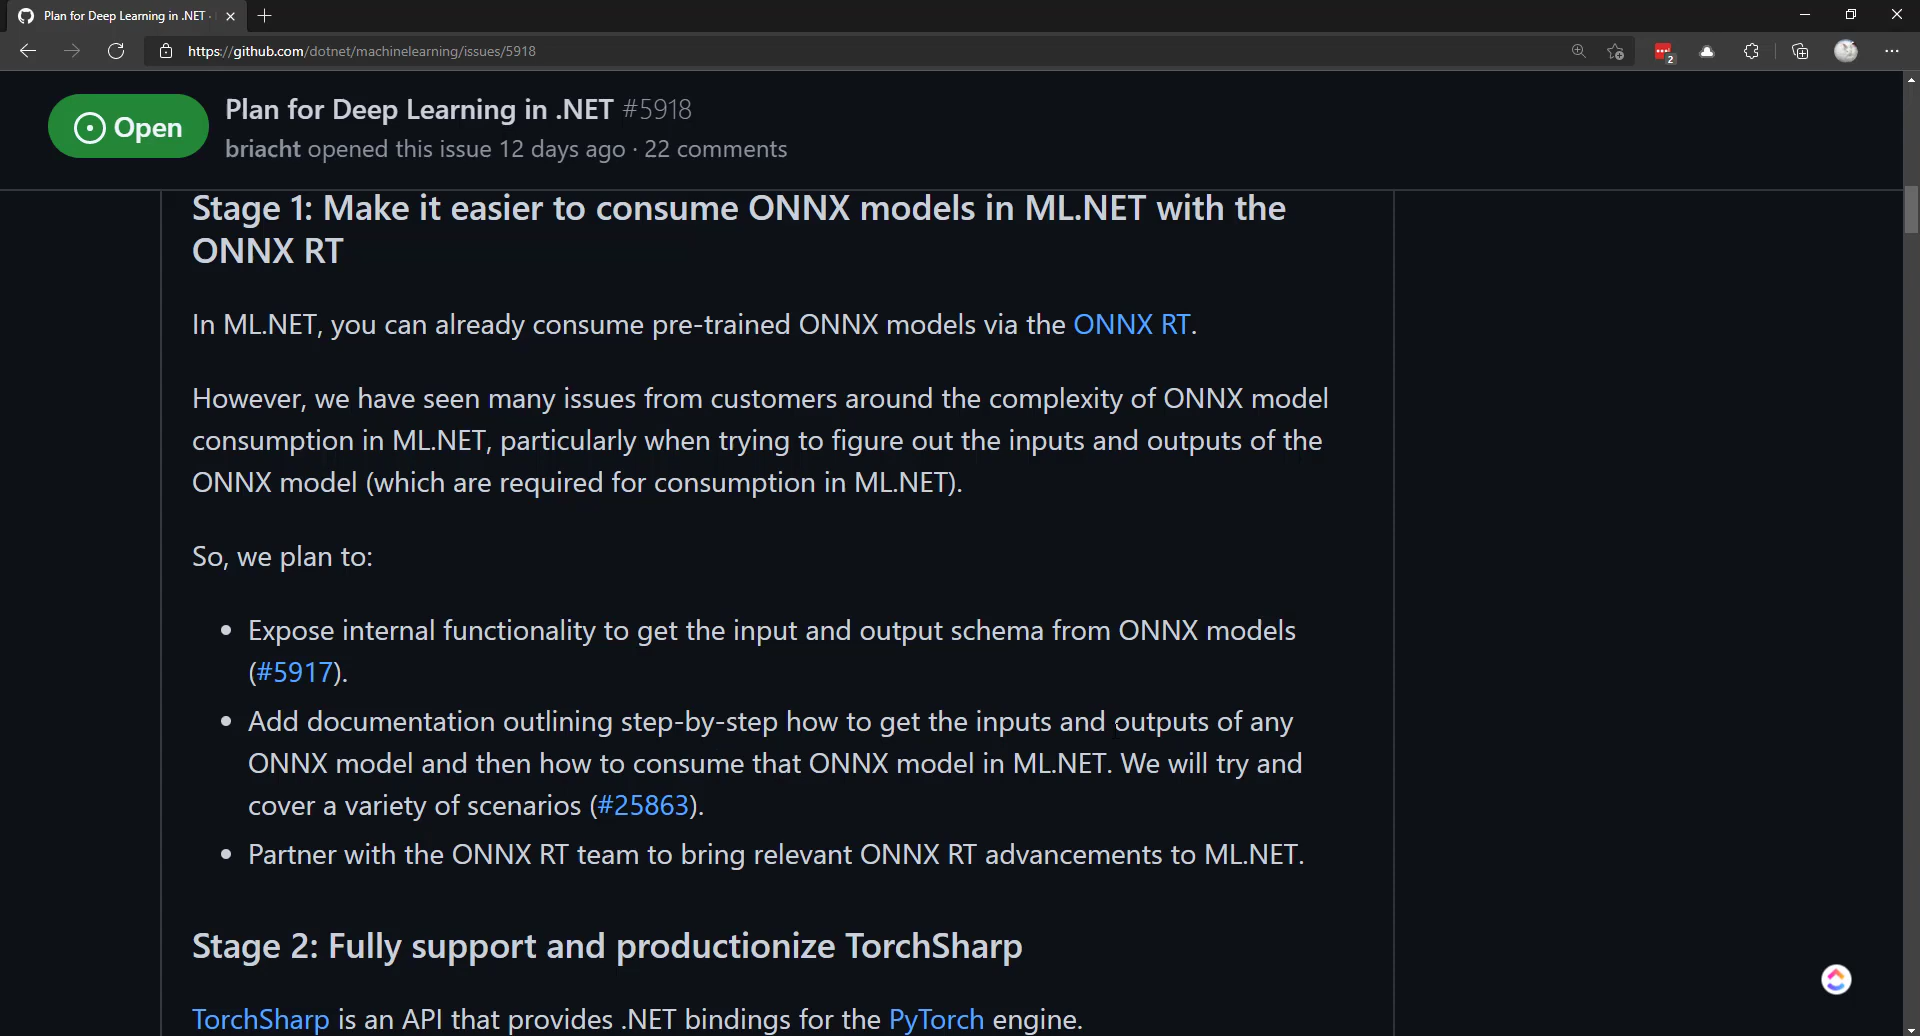 Plan for Deep Learning in .NET ·
https://github.com/dotnet/machinelearning/issues/5918
2
Open
Plan for Deep Learning in .NET #5918
briacht opened this issue 12 days ago · 22 comments
Stage 1: Make it easier to consume ONNX models in ML.NET with the
ONNX RT
In ML.NET, you can already consume pre-trained ONNX models via the ONNX RT.
However, we have seen many issues from customers around the complexity of ONNX model
consumption in ML.NET, particularly when trying to figure out the inputs and outputs of the
ONNX model (which are required for consumption in ML.NET).
So, we plan to:
• Expose internal functionality to get the input and output schema from ONNX models
(#5917).
• Add documentation outlining step-by-step how to get the inputs and outputs of any
ONNX model and then how to consume that ONNX model in ML.NET. We will try and
cover a variety of scenarios (#25863).
• Partner with the ONNX RT team to bring relevant ONNX RT advancements to ML.NET.
Stage 2: Fully support and productionize TorchSharp
TorchSharp is an API that provides .NET bindings for the PyTorch engine.